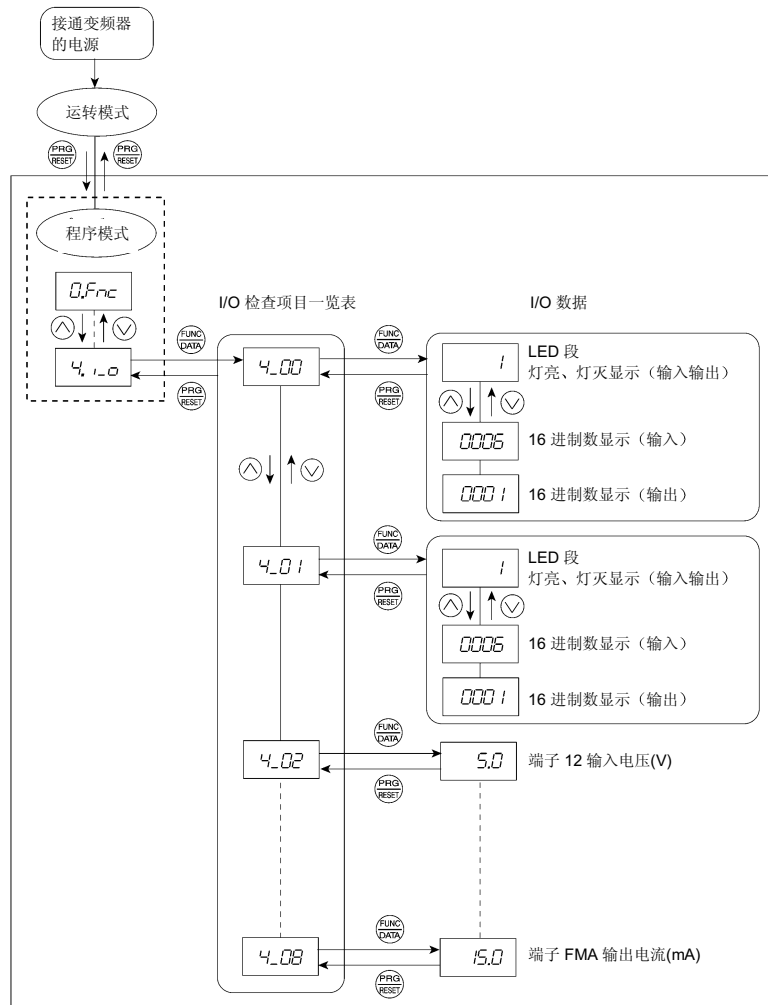 接通变频器
的电源
运转模式
PRG
RESET
PRG
RESET
程序模式
0.Fnc
4.i_o
I/O 检查项目一览表
I/O 数据
FUNC
DATA
PRG
RESET
4_00
FUNC
DATA
PRG
RESET
1
LED 段
灯亮、灯灭显示（输入输出）
0006
16 进制数显示（输入）
0001
16 进制数显示（输出）
4_01
FUNC
DATA
PRG
RESET
1
LED 段
灯亮、灯灭显示（输入输出）
0006
16 进制数显示（输入）
0001
16 进制数显示（输出）
4_02
FUNC
DATA
PRG
RESET
5.0
端子 12 输入电压(V)
4_08
FUNC
DATA
PRG
RESET
15.0
端子 FMA 输出电流(mA)